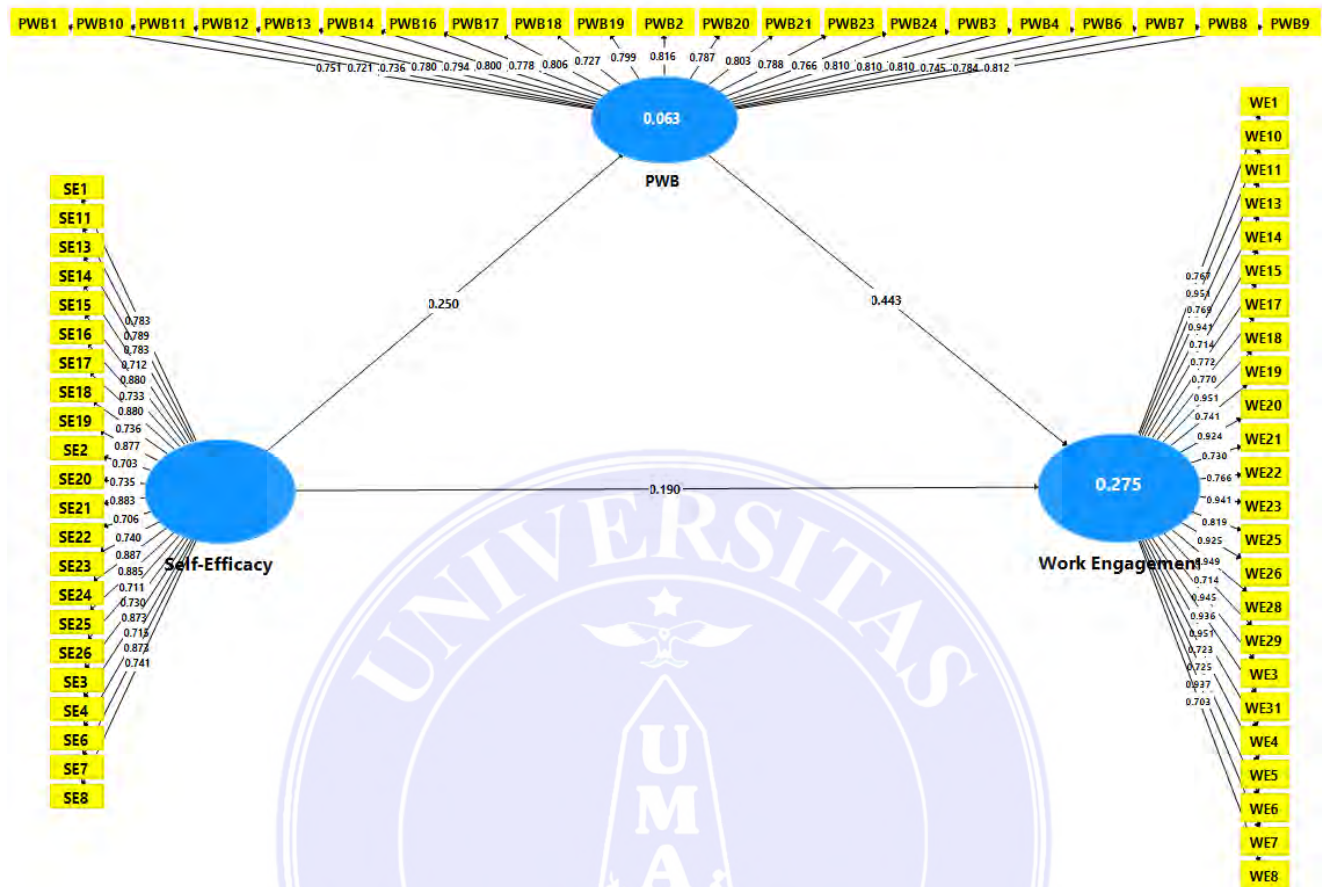 PWB1 PWB10 PWB11 PWB12 PWB13 PWB14 PWB16 PWB17 PWB18 PWB19 PWB2 PWB20 PWB21 PWB23 PWB24 PWB3 PWB4 PWB6 PWB7 PWB8 PWB9
0.751 0.721 0.736 0.780 0.794 0.800 0.778 0.806 0.727 0.799 0.816 0.787 0.803 0.788 0.766 0.810 0.810 0.810 0.745 0.784 0.812
0.063
PWB
SE1
SE11
SE13
SE14
SE15
SE16
SE17
SE18
SE19
SE2
SE20
SE21
SE22
SE23
SE24
SE25
SE26
SE3
SE4
SE6
SE7
SE8
0.783
0.789
0.783
0.712
0.880
0.733
0.880
0.736
0.877
0.703
0.735
0.883
0.706
0.740
0.887
0.885
0.711
0.730
0.873
0.715
0.873
0.741
Self-Efficacy
0.250
0.443
0.190
0.275
Work Engagement
0.767
0.951
0.769
0.941
0.714
0.772
0.770
0.951
0.741
0.924
0.730
0.766
0.941
0.819
0.925
0.949
0.714
0.945
0.936
0.951
0.723
0.725
0.937
0.703
WE1
WE10
WE11
WE13
WE14
WE15
WE17
WE18
WE19
WE20
WE21
WE22
WE23
WE25
WE26
WE28
WE29
WE3
WE31
WE4
WE5
WE6
WE7
WE8
UNIVERSITAS
U
M
A